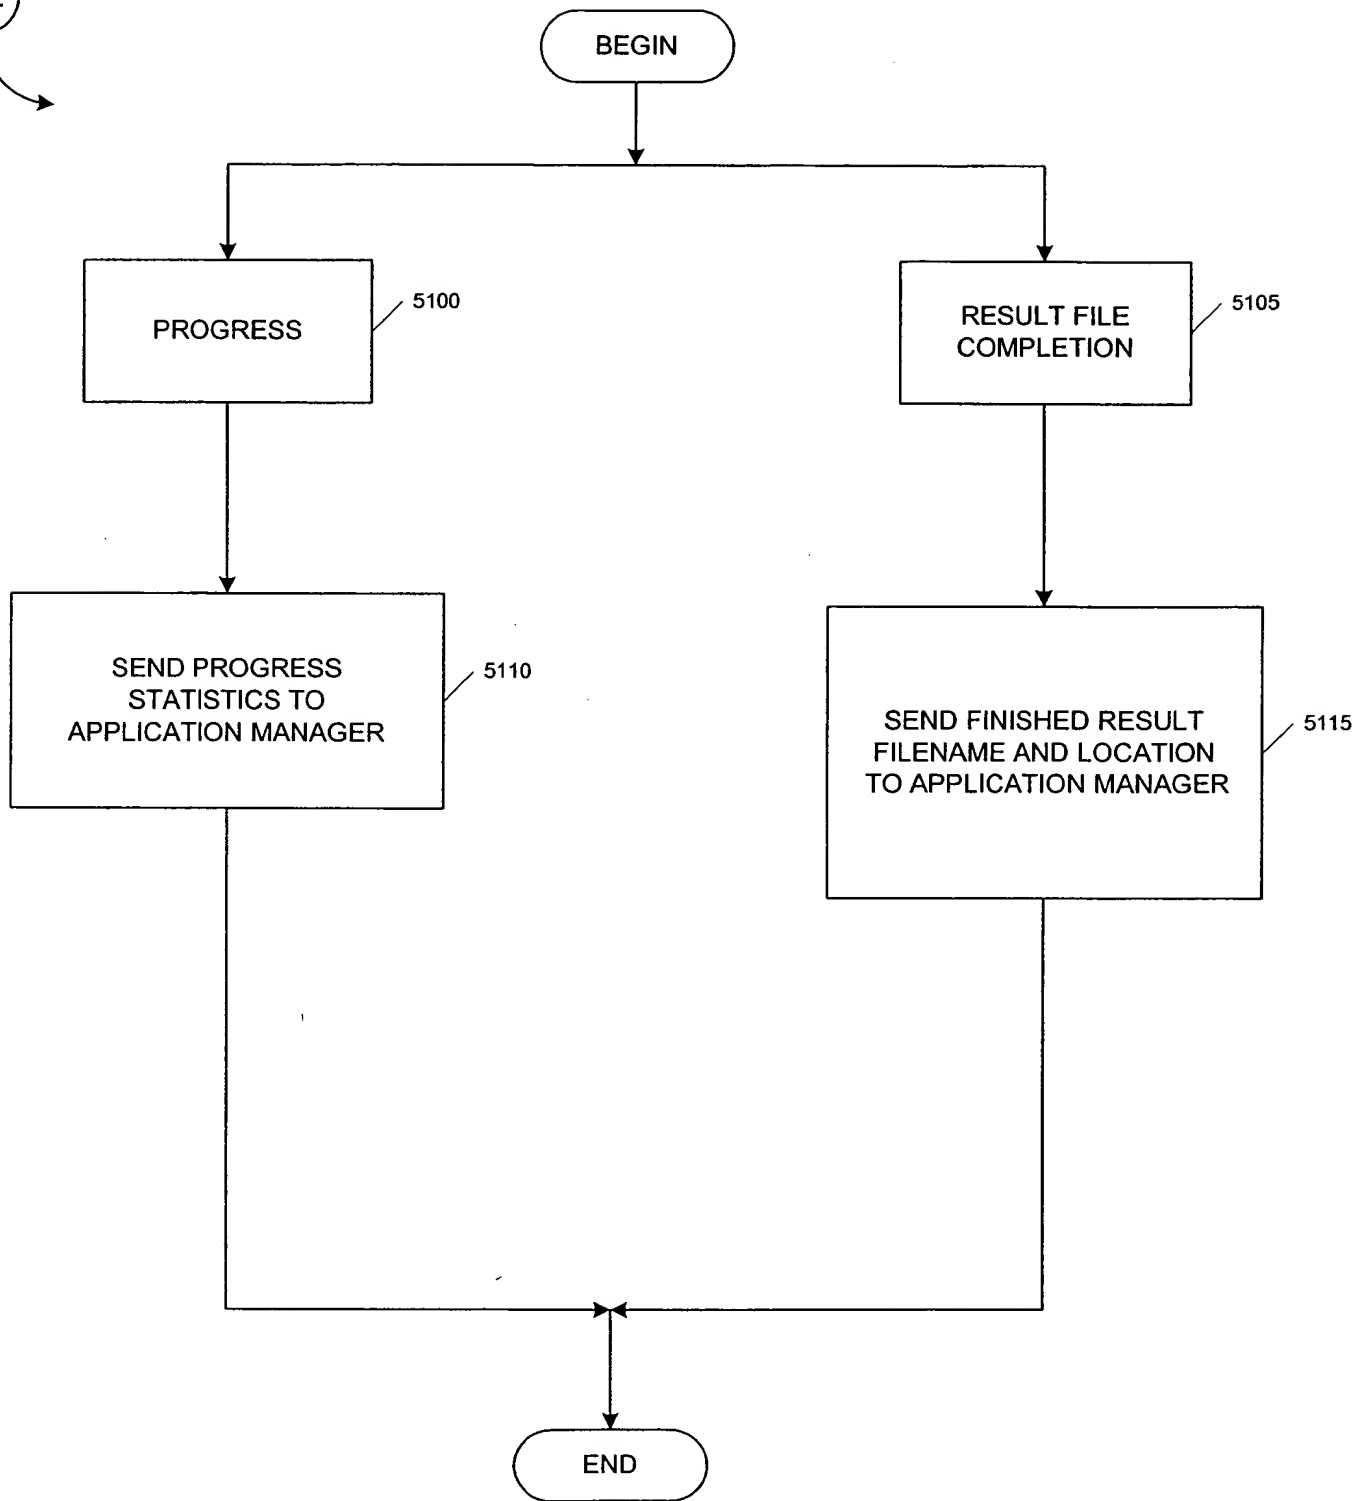 BEGIN
PROGRESS
5100
RESULT FILE
COMPLETION
5105
SEND PROGRESS
STATISTICS TO
APPLICATION MANAGER
5110
SEND FINISHED RESULT
FILENAME AND LOCATION
TO APPLICATION MANAGER
5115
END